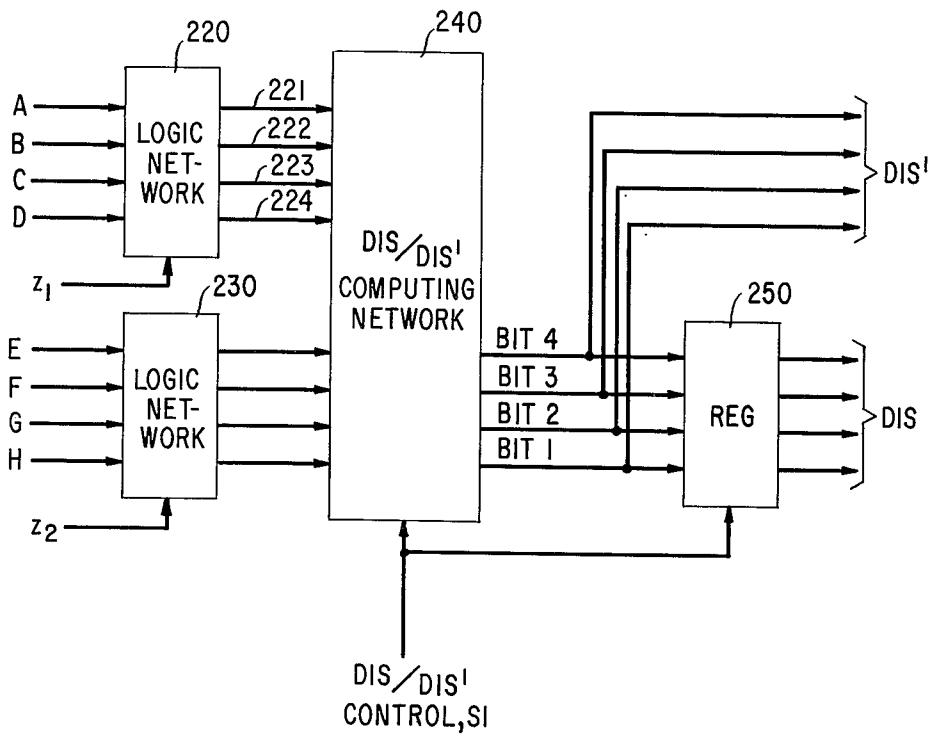 220
240
A
B
C
D
LOGIC
NET-
WORK
221
222
223
224
z1
230
DIS/DIS'
COMPUTING
NETWORK
DIS'
E
F
G
H
LOGIC
NET-
WORK
z2
BIT 4
BIT 3
BIT 2
BIT 1
250
REG
DIS
DIS/DIS'
CONTROL,S1